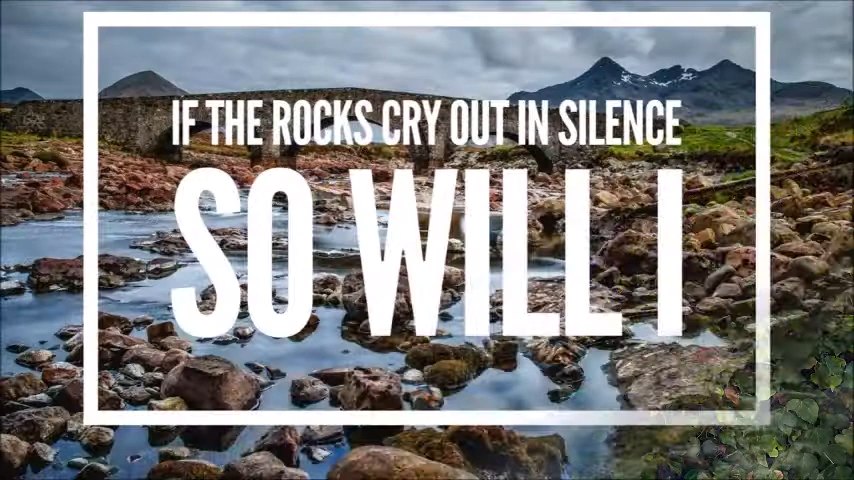 IF THE ROCKS CRY OUT IN SILENCE
SO WILL I